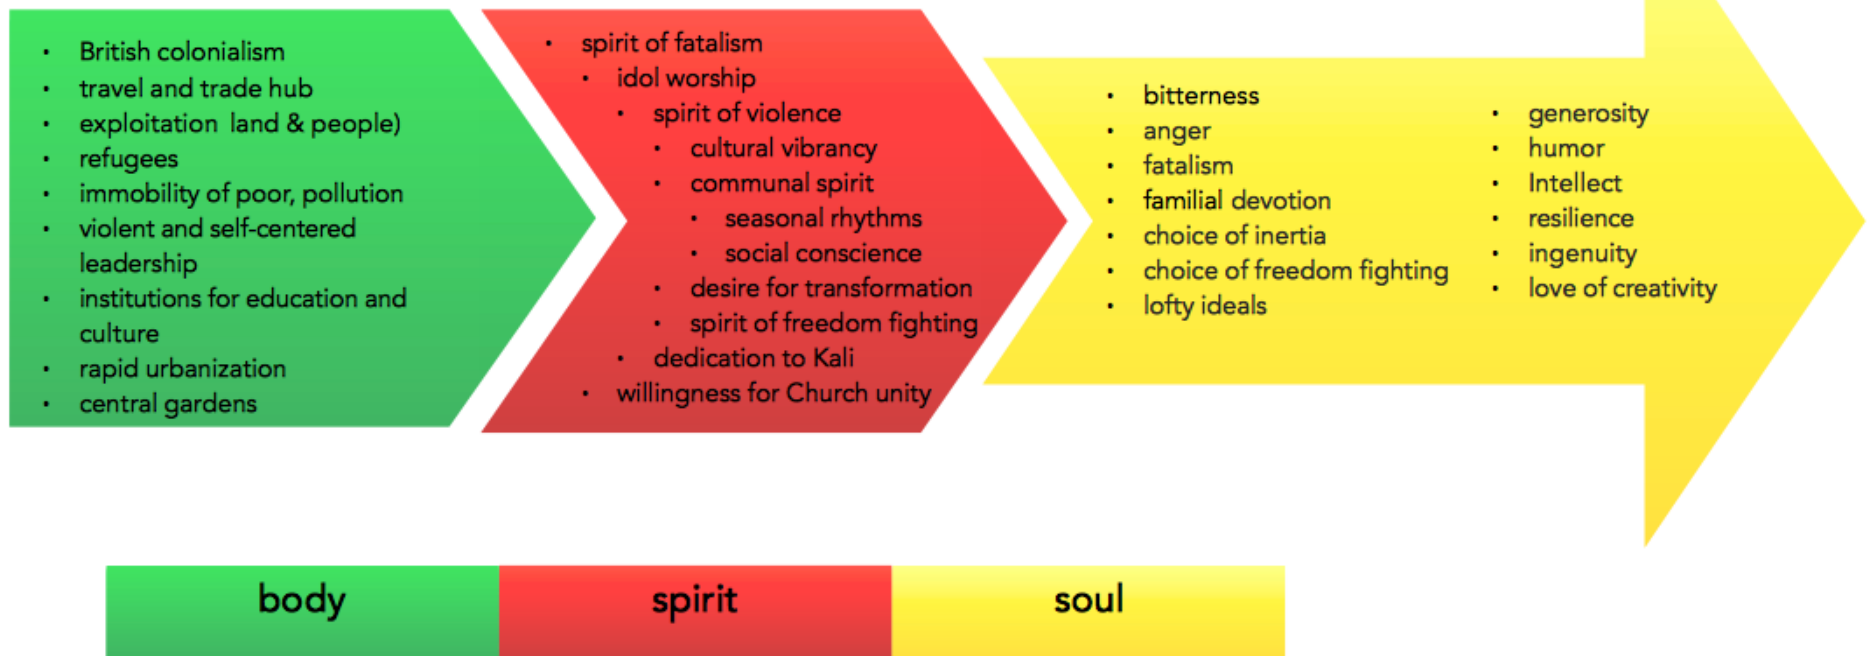 • British colonialism
• travel and trade hub
• exploitation  land & people)
• refugees
• immobility of poor, pollution
• violent and self-centered
leadership
• institutions for education and
culture
• rapid urbanization
• central gardens
• spirit of fatalism
• idol worship
• spirit of violence
• cultural vibrancy
• communal spirit
• seasonal rhythms
• social conscience
• desire for transformation
• spirit of freedom fighting
• dedication to Kali
• willingness for Church unity
• bitterness
• anger
• fatalism
• familial devotion
• choice of inertia
• choice of freedom fighting
• lofty ideals
• generosity
• humor
• Intellect
• resilience
• ingenuity
• love of creativity
body
spirit
soul